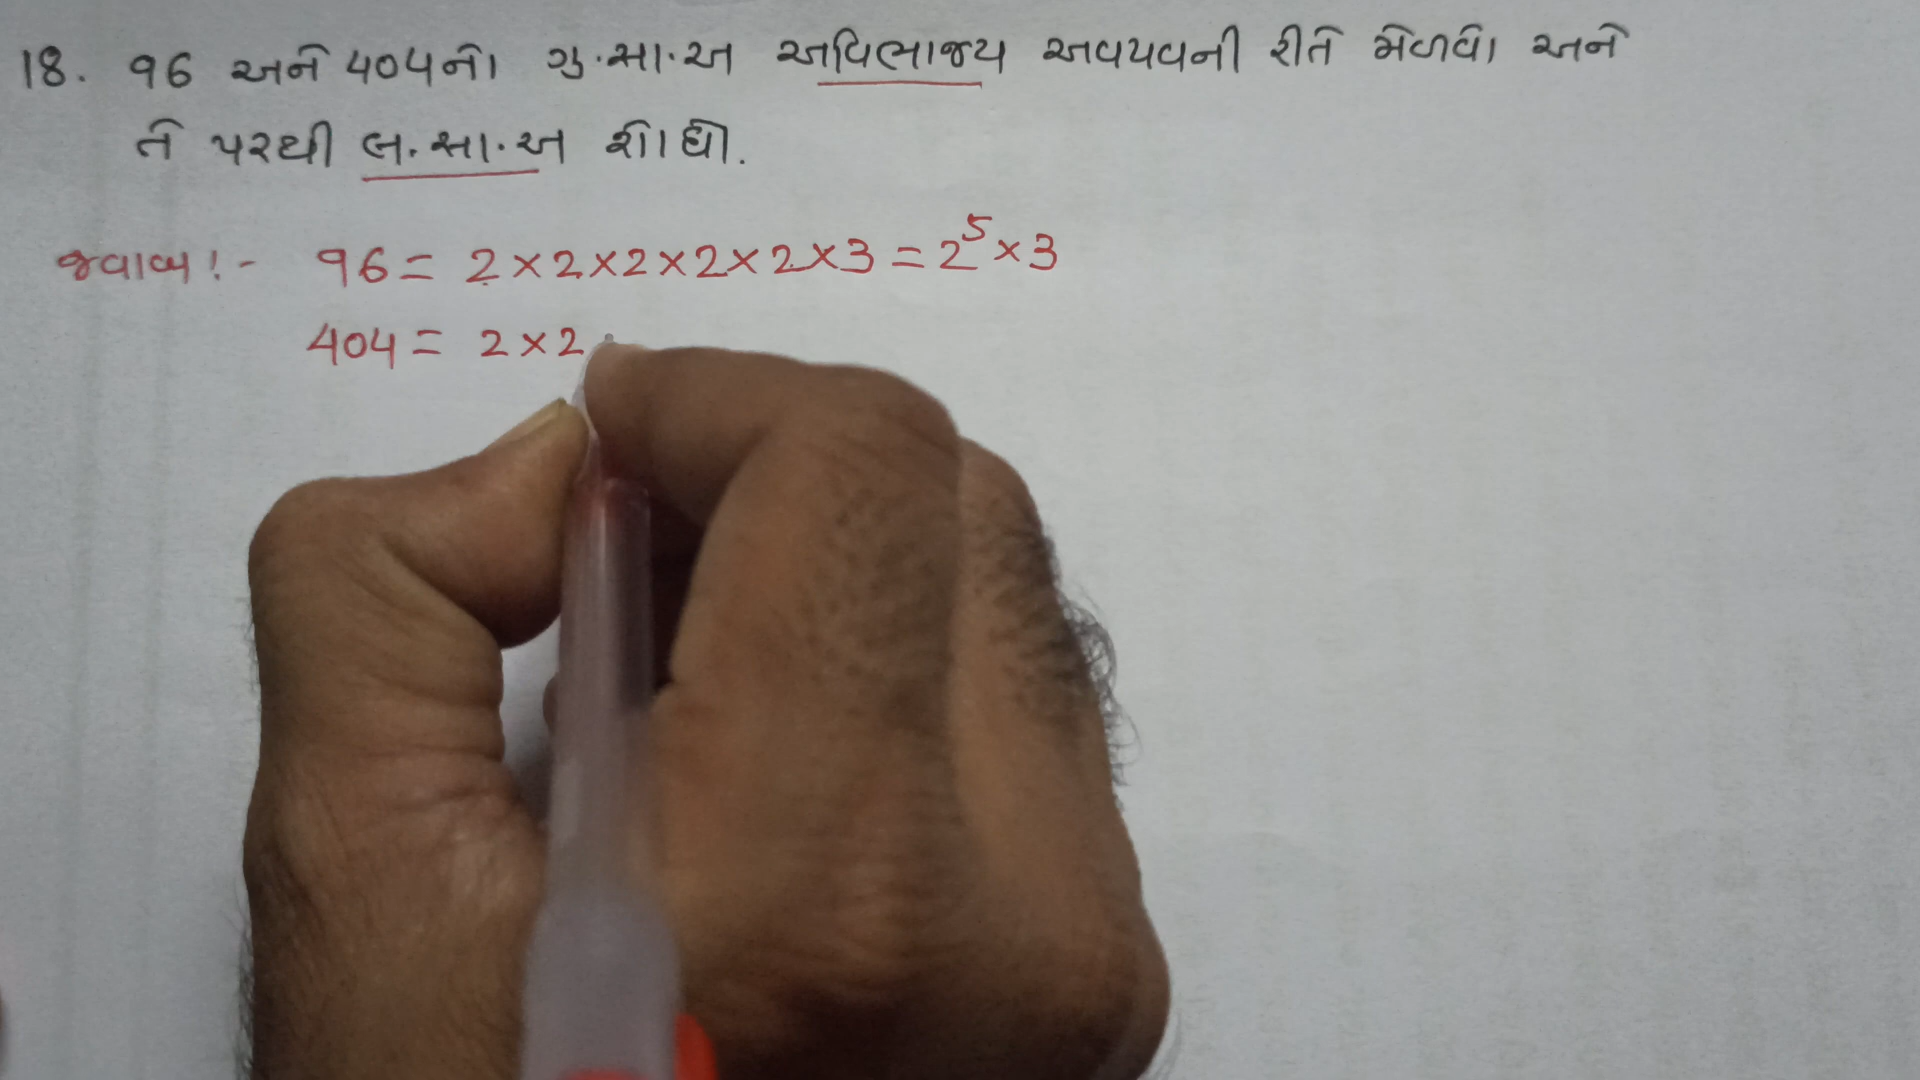 18. 96 અને 404નો ગુ.સા.અ અવિભાજ્ય અવયવની રીતે મેળવો અને
તે પરથી લ.સા.અ શોધો.
જવાબ :- 96 = 2×2×2×2×2×3 = 2⁵×3
404 = 2×2